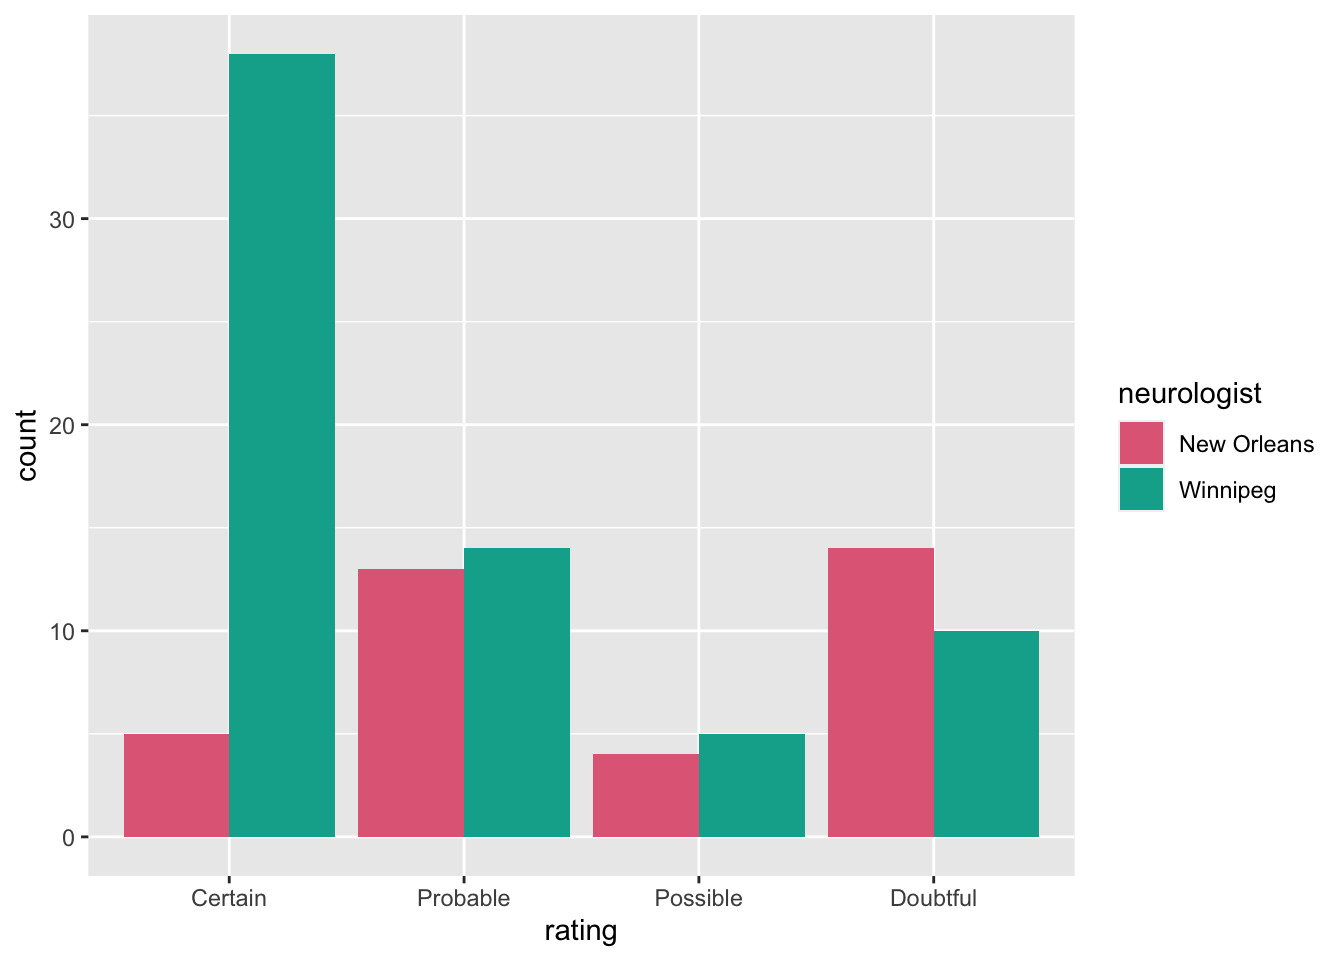 count
30
20
10
0
Certain Probable Possible Doubtful
rating
neurologist
New Orleans
Winnipeg